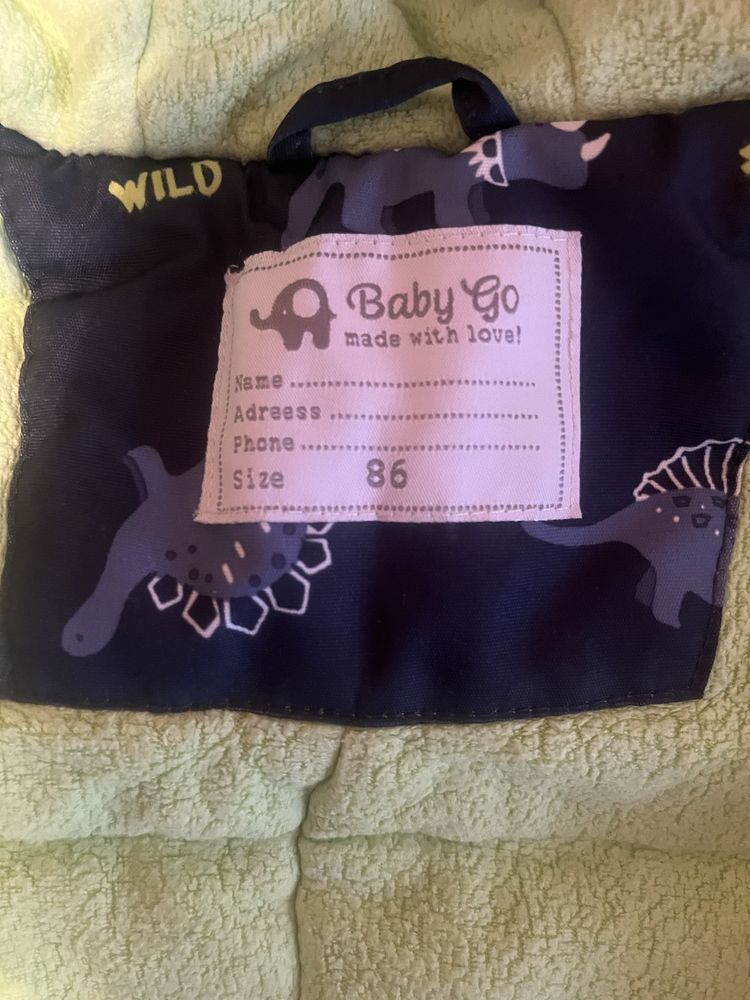 WILD
Baby Go
made with love!
Name
Adreess
Phone
Size 86